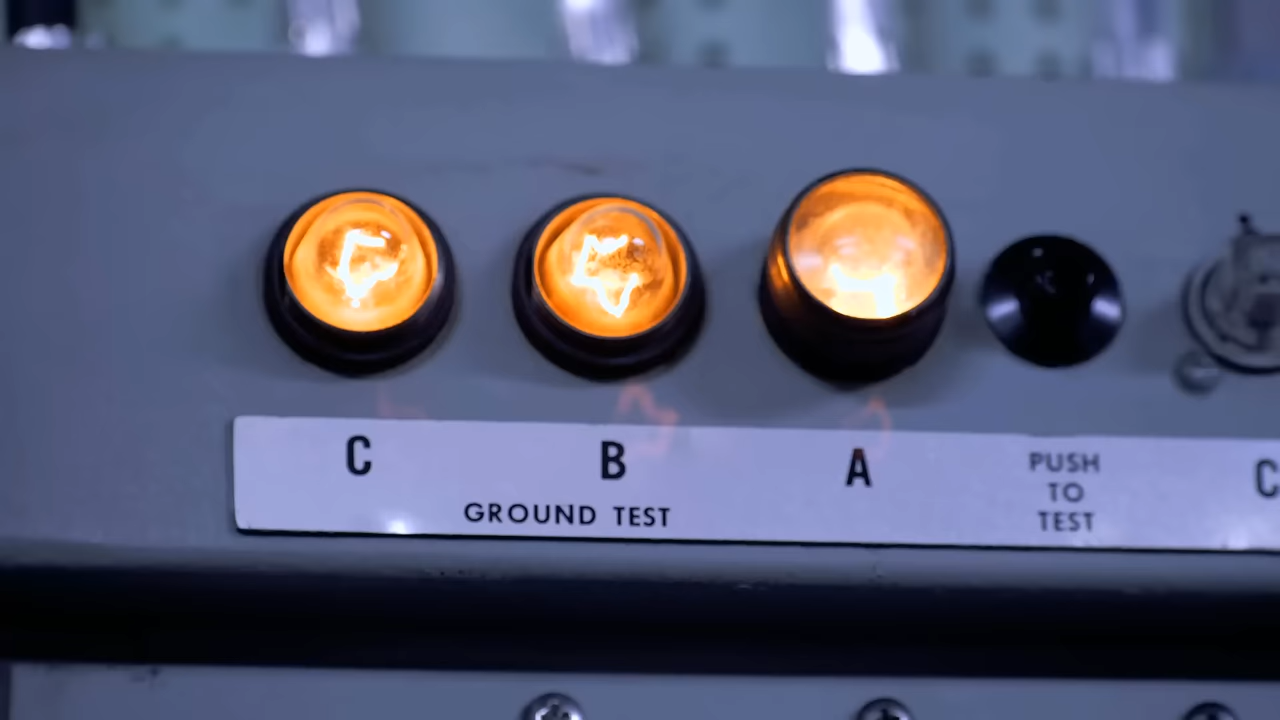 C B A
GROUND TEST
PUSH
TO
TEST
C